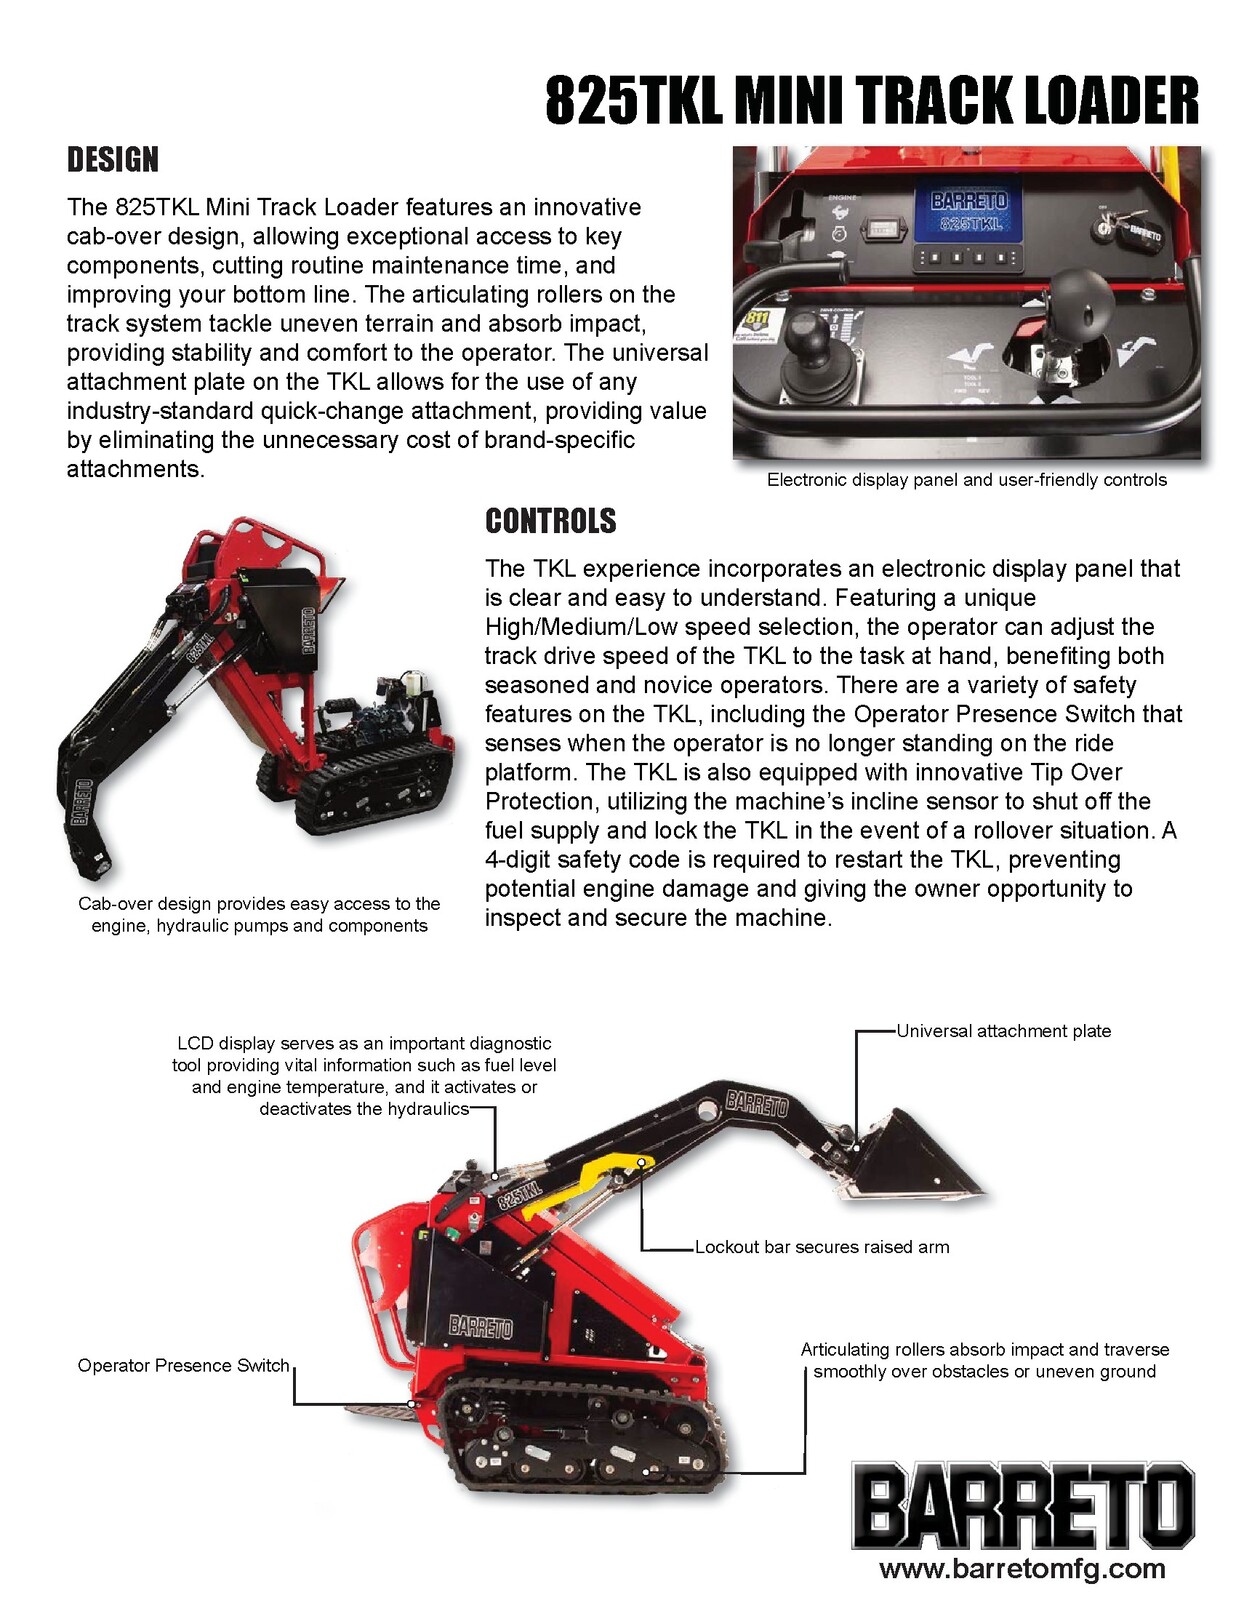 825TKL MINI TRACK LOADER
DESIGN
The 825TKL Mini Track Loader features an innovative
cab-over design, allowing exceptional access to key
components, cutting routine maintenance time, and
improving your bottom line. The articulating rollers on the
track system tackle uneven terrain and absorb impact,
providing stability and comfort to the operator. The universal
attachment plate on the TKL allows for the use of any
industry-standard quick-change attachment, providing value
by eliminating the unnecessary cost of brand-specific
attachments.
ENGINE
BARRETO
825TKL
OFF
BARRETO
811
DRIVE CONTROL
Electronic display panel and user-friendly controls
CONTROLS
The TKL experience incorporates an electronic display panel that
is clear and easy to understand. Featuring a unique
High/Medium/Low speed selection, the operator can adjust the
track drive speed of the TKL to the task at hand, benefiting both
seasoned and novice operators. There are a variety of safety
features on the TKL, including the Operator Presence Switch that
senses when the operator is no longer standing on the ride
platform. The TKL is also equipped with innovative Tip Over
Protection, utilizing the machine's incline sensor to shut off the
fuel supply and lock the TKL in the event of a rollover situation. A
4-digit safety code is required to restart the TKL, preventing
potential engine damage and giving the owner opportunity to
inspect and secure the machine.
BARRETO
825TKL
BARRETO
Cab-over design provides easy access to the
engine, hydraulic pumps and components
LCD display serves as an important diagnostic
tool providing vital information such as fuel level
and engine temperature, and it activates or
deactivates the hydraulics
Universal attachment plate
BARRETO
825TKL
Lockout bar secures raised arm
BARRETO
Operator Presence Switch
Articulating rollers absorb impact and traverse
smoothly over obstacles or uneven ground
BARRETO
www.barretomfg.com